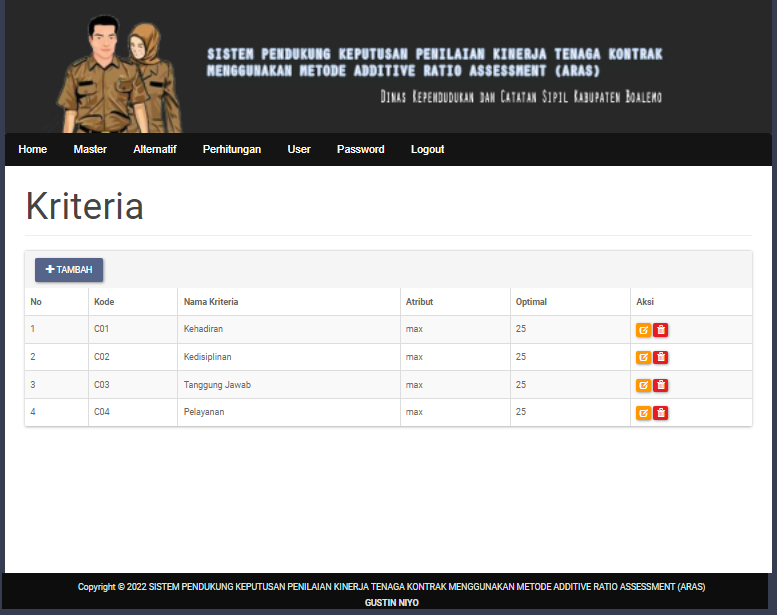 SISTEM PENDUKUNG KEPUTUSAN PENILAIAN KINERJA TENAGA KONTRAK
MENGGUNAKAN METODE ADDITIVE RATIO ASSESSMENT (ARAS)
DINAS KEPENDUDUKAN DAN CATATAN SIPIL KABUPATEN BOALEMO
Home Master Alternatif Perhitungan User Password Logout
Kriteria
TAMBAH
No Kode Nama Kriteria Atribut Optimal Aksi
1 C01 Kehadiran max 25
2 C02 Kedisiplinan max 25
3 C03 Tanggung Jawab max 25
4 C04 Pelayanan max 25
Copyright © 2022 SISTEM PENDUKUNG KEPUTUSAN PENILAIAN KINERJA TENAGA KONTRAK MENGGUNAKAN METODE ADDITIVE RATIO ASSESSMENT (ARAS)
GUSTIN NIYO